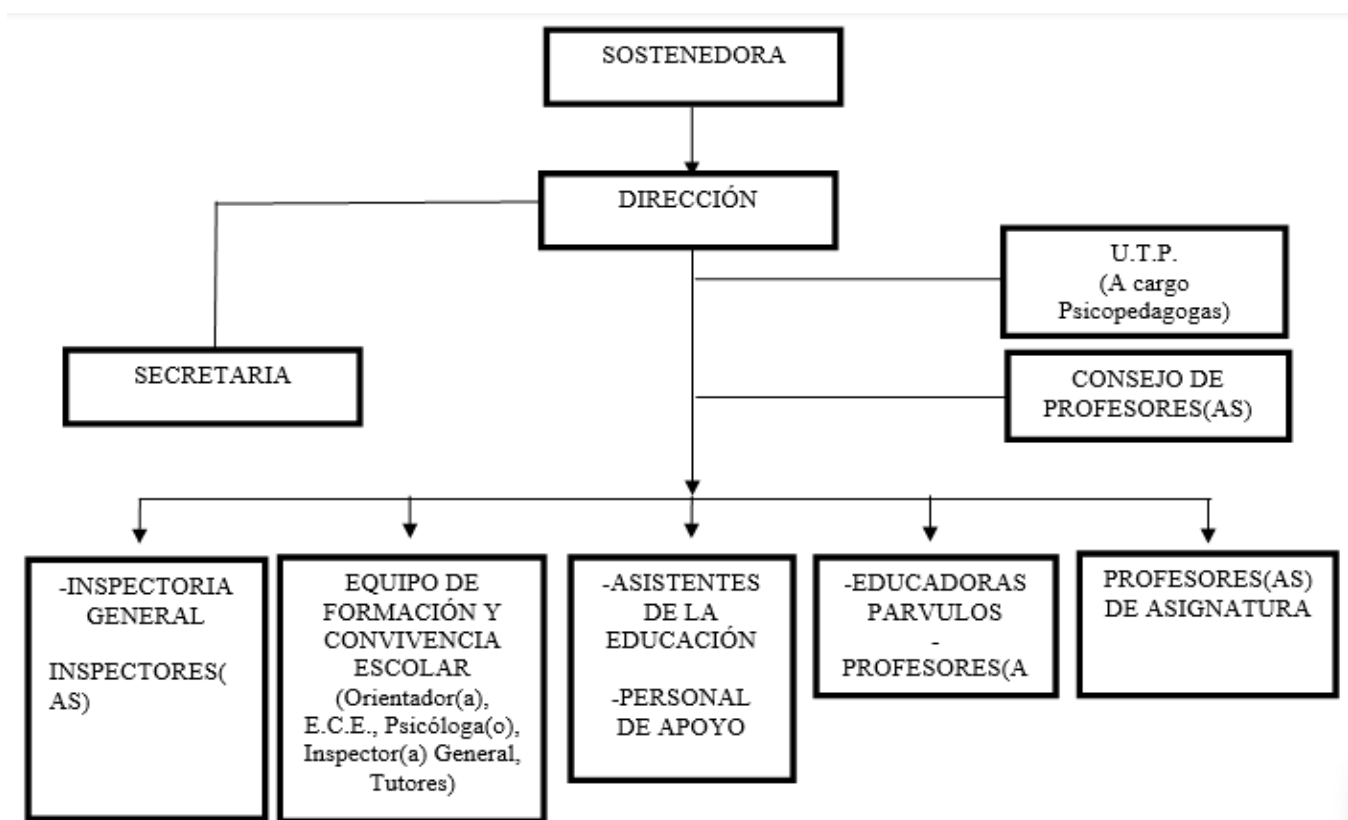 SOSTENEDORA
DIRECCIÓN
U.T.P.
(A cargo
Psicopedagogas)
SECRETARIA
CONSEJO DE
PROFESORES(AS)
-INSPECTORIA
GENERAL
INSPECTORES(
AS)
EQUIPO DE
FORMACIÓN Y
CONVIVENCIA
ESCOLAR
(Orientador(a),
E.C.E., Psicóloga(o),
Inspector(a) General,
Tutores)
-ASISTENTES
DE LA
EDUCACIÓN
-PERSONAL
DE APOYO
-EDUCADORAS
PARVULOS
-
PROFESORES(A
PROFESORES(AS)
DE ASIGNATURA